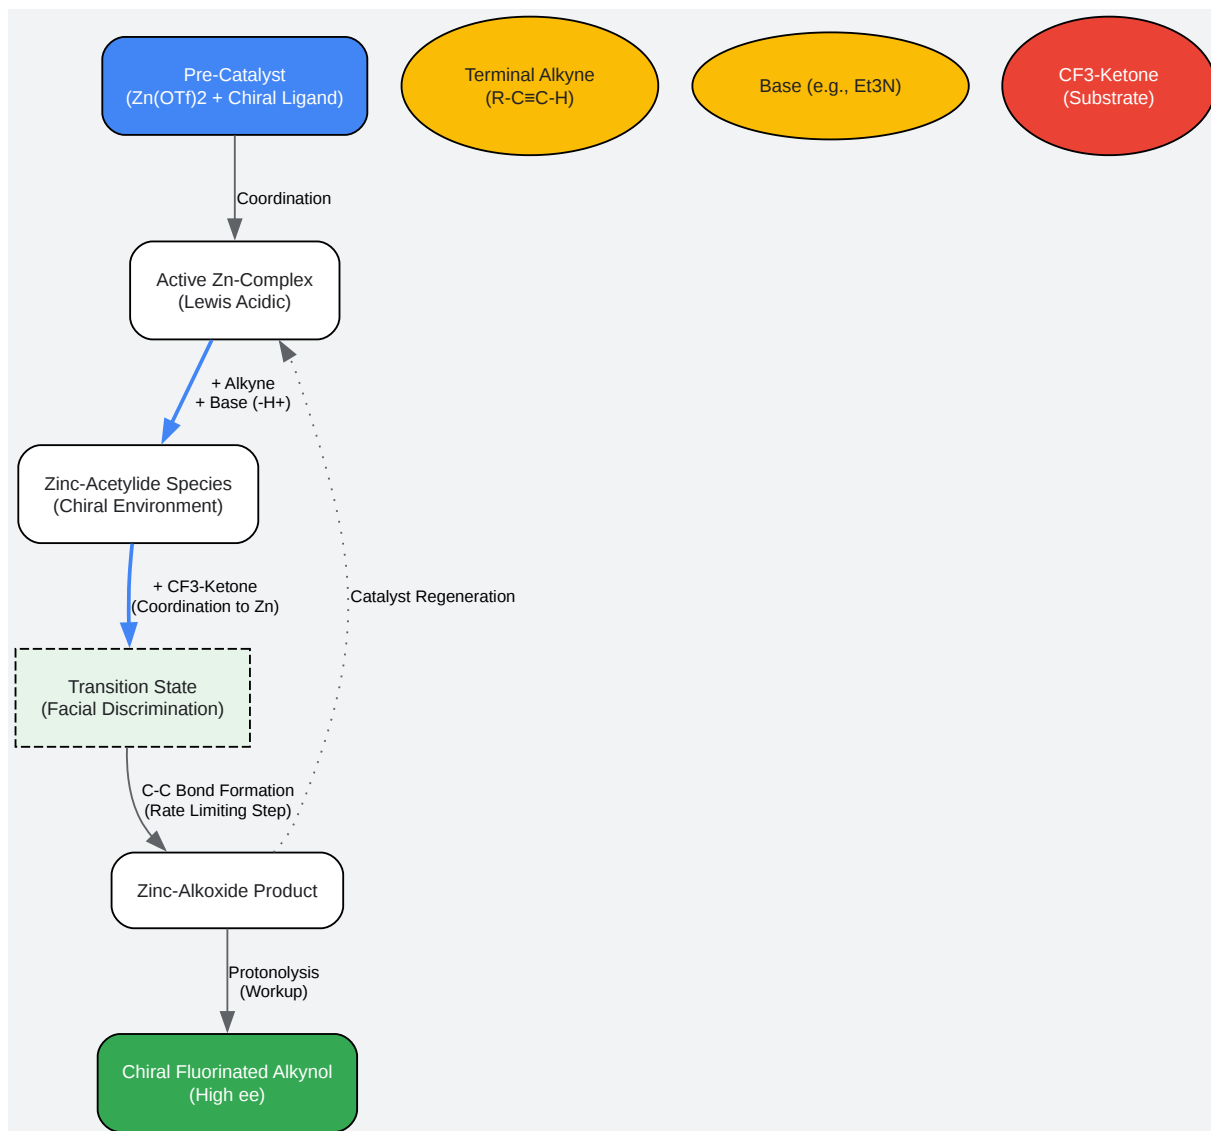 Pre-Catalyst
(Zn(OTf)2 + Chiral Ligand)
Terminal Alkyne
(R-C≡C-H)
Base (e.g., Et3N)
CF3-Ketone
(Substrate)
Coordination
Active Zn-Complex
(Lewis Acidic)
+ Alkyne
+ Base (-H+)
Zinc-Acetylide Species
(Chiral Environment)
+ CF3-Ketone
(Coordination to Zn)
Catalyst Regeneration
Transition State
(Facial Discrimination)
C-C Bond Formation
(Rate Limiting Step)
Zinc-Alkoxide Product
Protonolysis
(Workup)
Chiral Fluorinated Alkynol
(High ee)